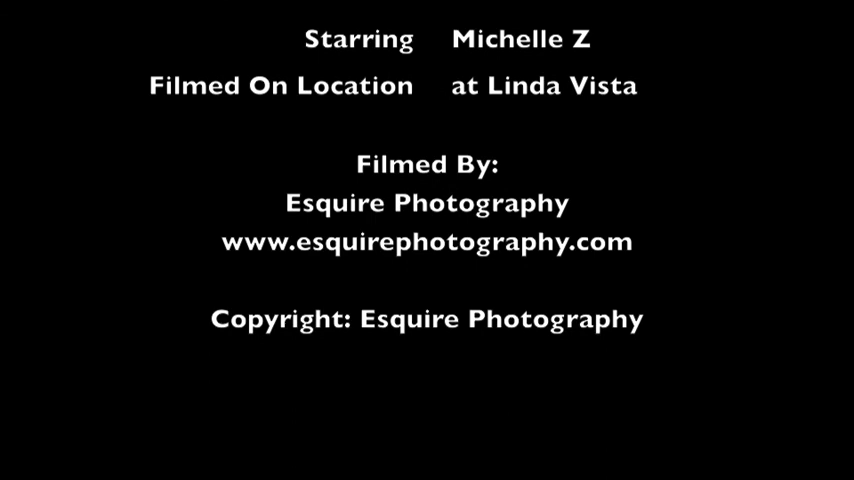 Starring Michelle Z
Filmed On Location at Linda Vista
Filmed By:
Esquire Photography
www.esquirephotography.com
Copyright: Esquire Photography